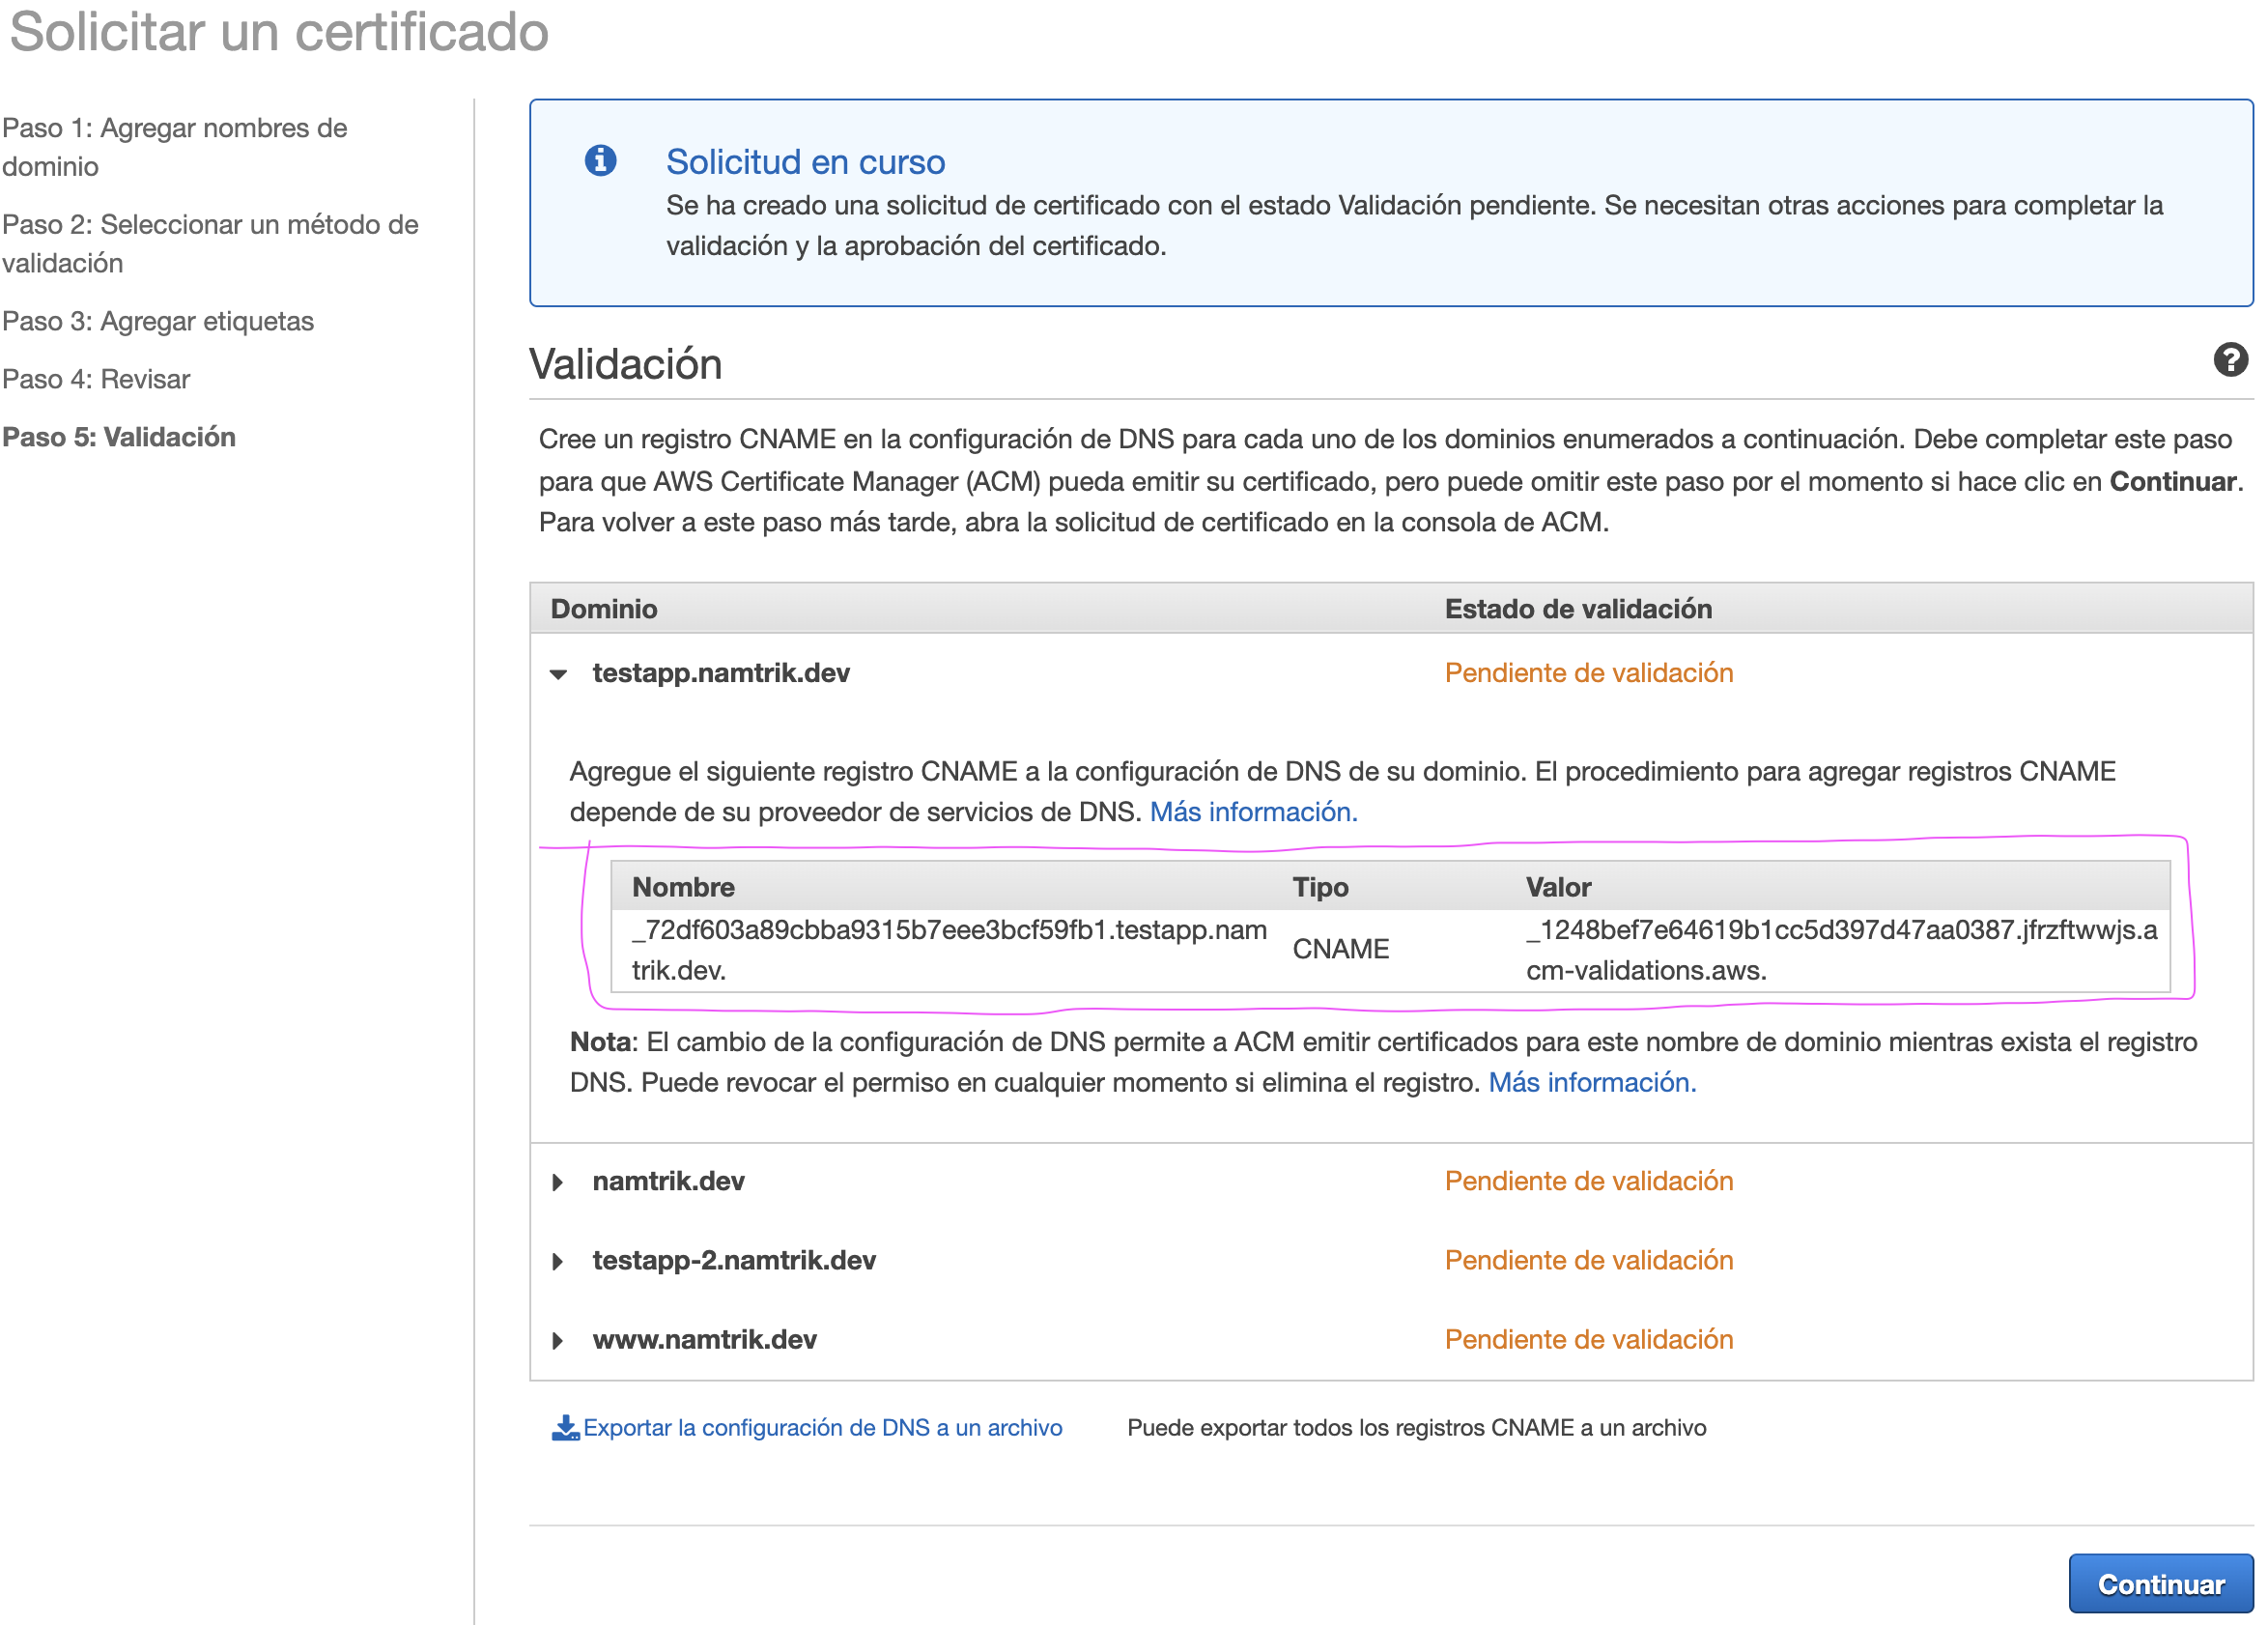 Solicitar un certificado
Paso 1: Agregar nombres de
dominio
Paso 2: Seleccionar un método de
validación
Paso 3: Agregar etiquetas
Paso 4: Revisar
Paso 5: Validación
Solicitud en curso
Se ha creado una solicitud de certificado con el estado Validación pendiente. Se necesitan otras acciones para completar la
validación y la aprobación del certificado.
Validación
Cree un registro CNAME en la configuración de DNS para cada uno de los dominios enumerados a continuación. Debe completar este paso
para que AWS Certificate Manager (ACM) pueda emitir su certificado, pero puede omitir este paso por el momento si hace clic en Continuar.
Para volver a este paso más tarde, abra la solicitud de certificado en la consola de ACM.
Dominio Estado de validación
testapp.namtrik.dev Pendiente de validación
Agregue el siguiente registro CNAME a la configuración de DNS de su dominio. El procedimiento para agregar registros CNAME
depende de su proveedor de servicios de DNS. Más información.
Nombre Tipo Valor
_72df603a89cbba9315b7eee3bcf59fb1.testapp.nam CNAME _1248bef7e64619b1cc5d397d47aa0387.jfrzftwwjs.a
trik.dev. cm-validations.aws.
Nota: El cambio de la configuración de DNS permite a ACM emitir certificados para este nombre de dominio mientras exista el registro
DNS. Puede revocar el permiso en cualquier momento si elimina el registro. Más información.
namtrik.dev Pendiente de validación
testapp-2.namtrik.dev Pendiente de validación
www.namtrik.dev Pendiente de validación
Exportar la configuración de DNS a un archivo Puede exportar todos los registros CNAME a un archivo
Continuar